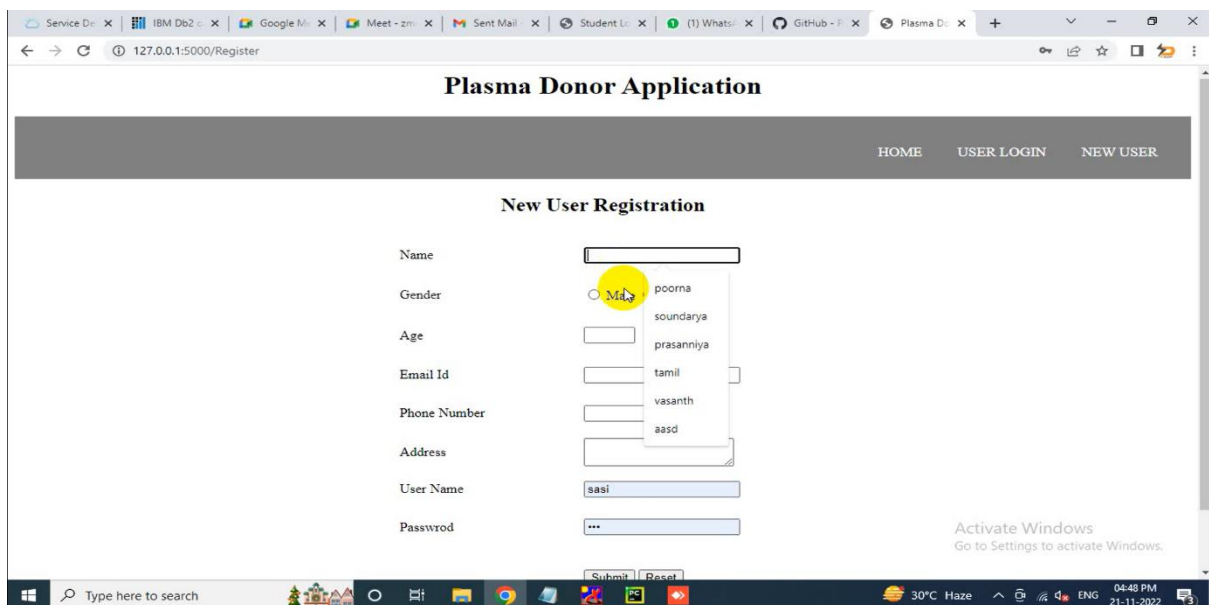 Service De IBM Db2 c Google Me Meet - zm Sent Mail - Student Lo (1) Whats GitHub - P Plasma Do
127.0.0.1:5000/Register
Plasma Donor Application
HOME USER LOGIN NEW USER
New User Registration
Name
Gender Male
Age
Email Id
Phone Number
Address
User Name sasi
Passwrod •••
poorna
soundarya
prasanniya
tamil
vasanth
aasd
Submit Reset
Activate Windows
Go to Settings to activate Windows.
Type here to search 30°C Haze ENG 04:48 PM
21-11-2022